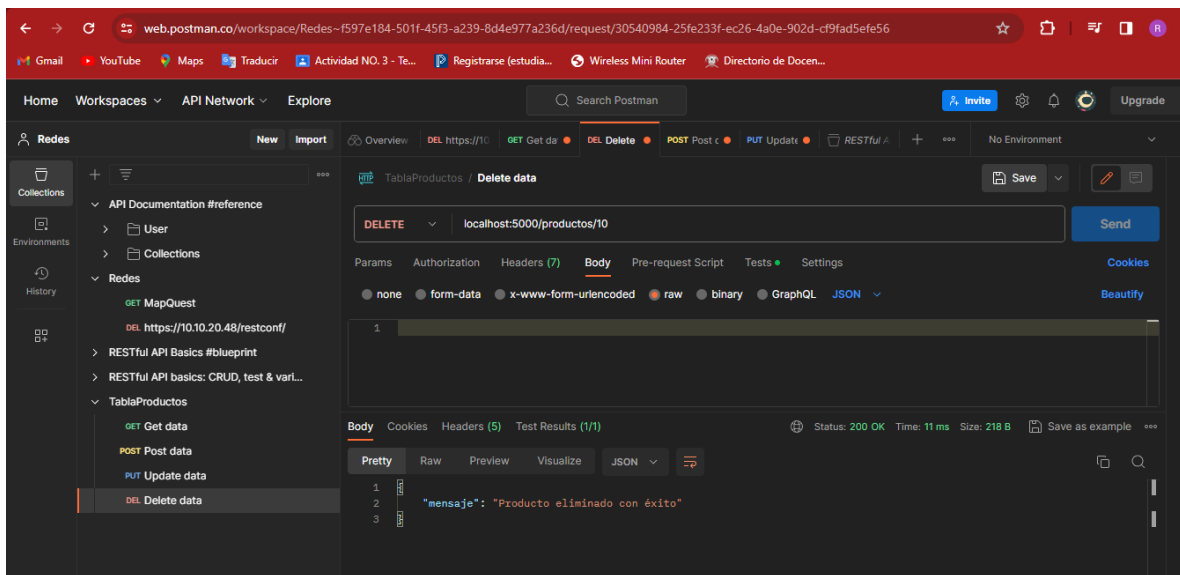 web.postman.co/workspace/Redes~f597e184-501f-45f3-a239-8d4e977a236d/request/30540984-25fe233f-ec26-4a0e-902d-cf9fad5efe56
R
Gmail YouTube Maps Traducir Actividad NO. 3 - Te... Registrarse (estudia... Wireless Mini Router Directorio de Docen...
Home Workspaces API Network Explore Search Postman Invite Upgrade
Redes New Import Overview DEL https://10 GET Get da DEL Delete POST Post c PUT Update RESTful A No Environment
Collections
Environments
History
API Documentation #reference
User
Collections
Redes
GET MapQuest
DEL https://10.10.20.48/restconf/
RESTful API Basics #blueprint
RESTful API basics: CRUD, test & vari...
TablaProductos
GET Get data
POST Post data
PUT Update data
DEL Delete data
HTTP TablaProductos / Delete data Save
DELETE localhost:5000/productos/10 Send
Params Authorization Headers (7) Body Pre-request Script Tests Settings Cookies
none form-data x-www-form-urlencoded raw binary GraphQL JSON Beautify
1
Body Cookies Headers (5) Test Results (1/1) Status: 200 OK Time: 11 ms Size: 218 B Save as example
Pretty Raw Preview Visualize JSON
1 {
2 "mensaje": "Producto eliminado con éxito"
3 }